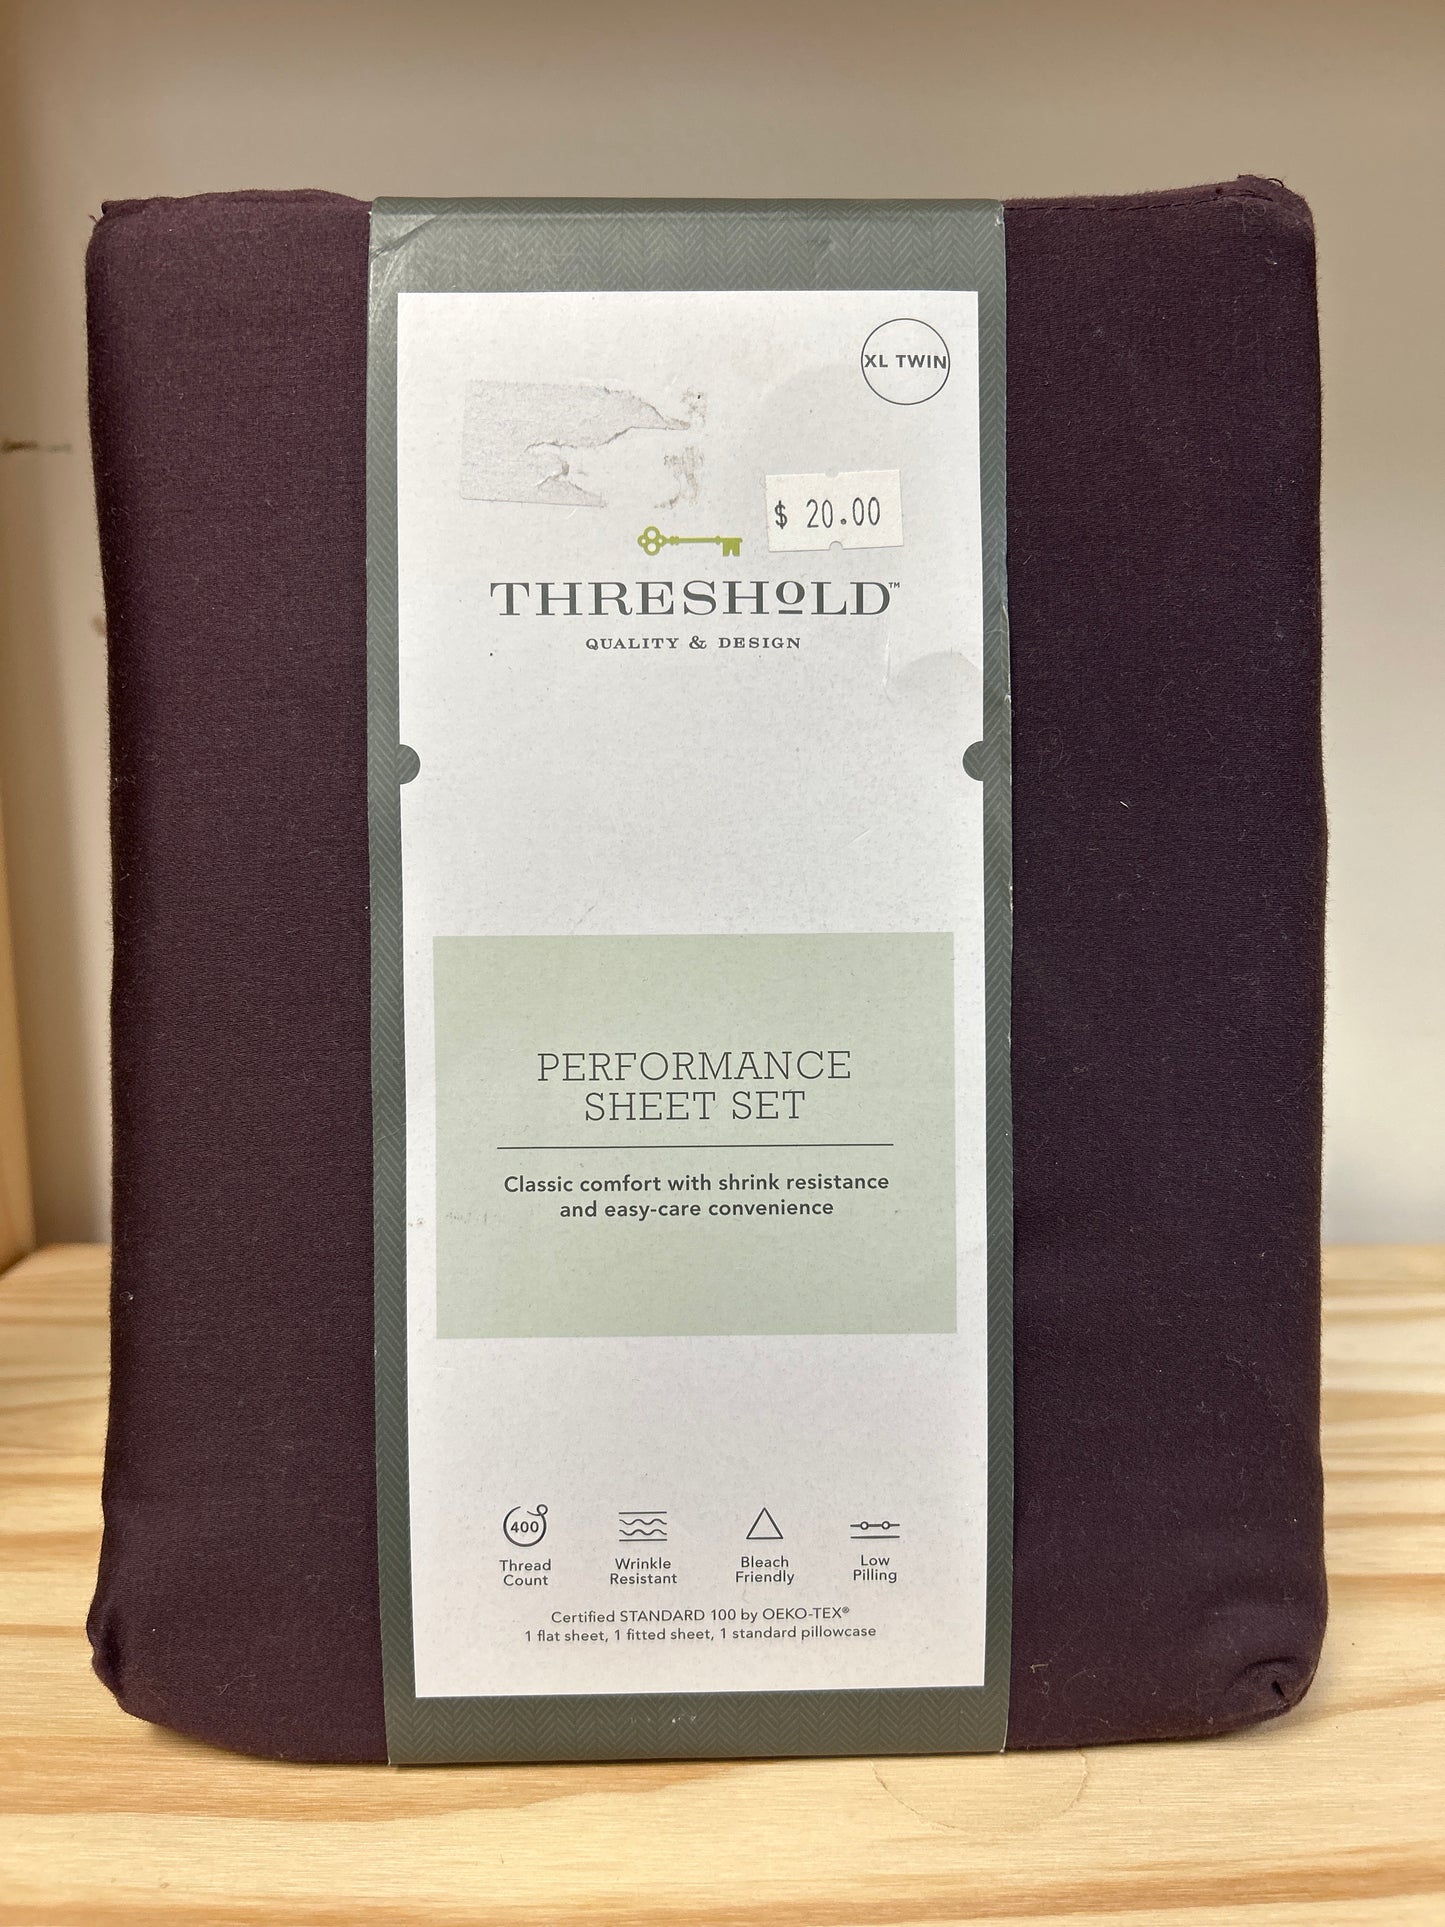 XL TWIN
$ 20.00
THRESHOLD™
QUALITY & DESIGN
PERFORMANCE
SHEET SET
Classic comfort with shrink resistance
and easy-care convenience
400
Thread
Count
Wrinkle
Resistant
Bleach
Friendly
Low
Pilling
Certified STANDARD 100 by OEKO-TEX®
1 flat sheet, 1 fitted sheet, 1 standard pillowcase